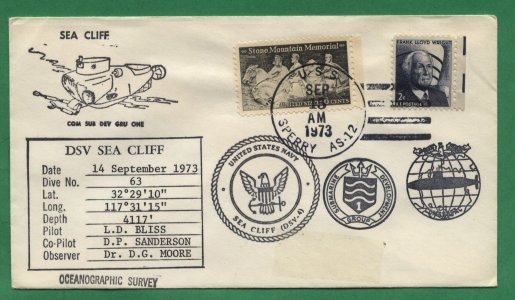 SEA CLIFF
COM SUB DEV GRU ONE
Stone Mountain Memorial
UNITED STATES 6 CENTS
FRANK LLOYD WRIGHT
2¢ U.S. POSTAGE
U.S.S.
SEP
AM
1973
SPERRY AS-12
DSV SEA CLIFF
Date 14 September 1973
Dive No. 63
Lat. 32°29'10"
Long. 117°31'15"
Depth 4117'
Pilot L.D. BLISS
Co-Pilot D.P. SANDERSON
Observer Dr. D.G. MOORE
UNITED STATES NAVY
SEA CLIFF (DSV-4)
SUBMARINE DEVELOPMENT
GROUP
OCEANOGRAPHIC SURVEY